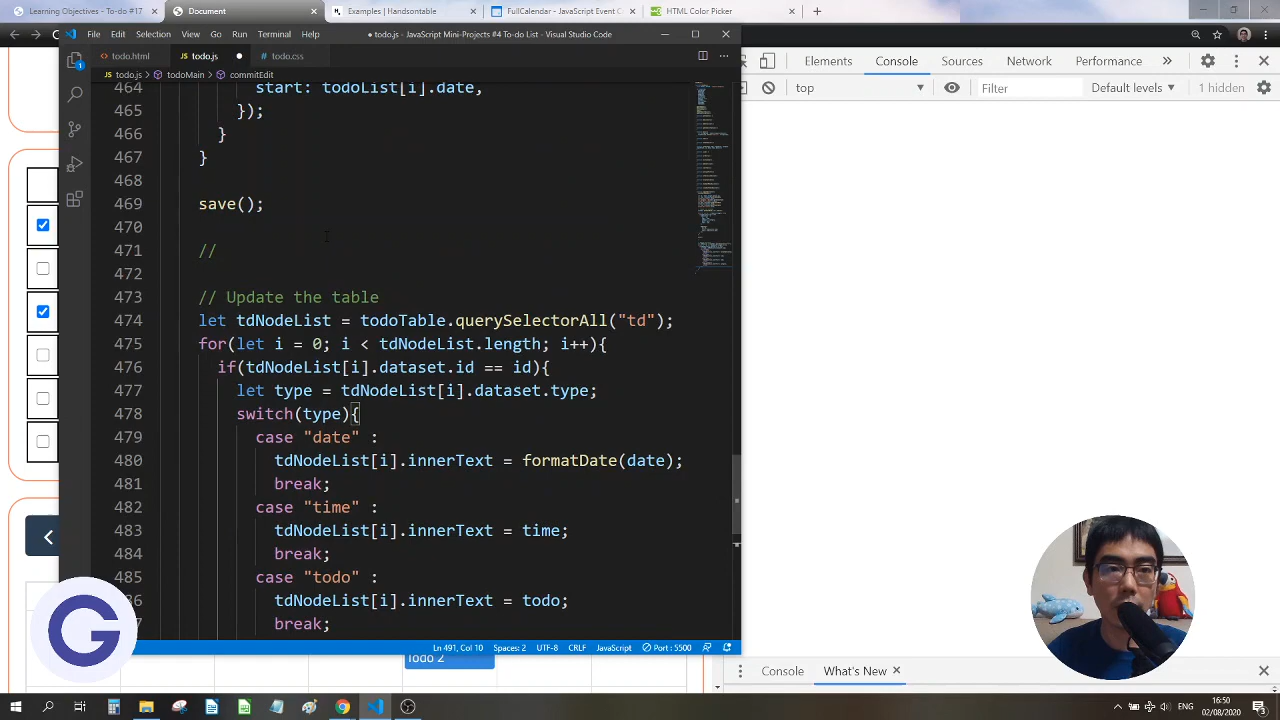 Learning Objectives - To-do #17
Document
Examples | Handsontable
FullCalendar - JavaScript Event C
HTML Color Picker
File
Edit
Selection
View
Go
Run
Terminal
Help
● todo.js - JavaScript Mini-Projects #4 To-do List - Visual Studio Code
Elements
Console
Sources
Network
todo.html
JS todo.js
todo.css
JS todo.js > todoMain > commitEdit
top
Filter
Default levels
1 hidden
464 start: todoList[i].date,
465 });
466 }
467 }
468
469 save();
470
471 //
472
473 // Update the table
474 let tdNodeList = todoTable.querySelectorAll("td");
475 for(let i = 0; i < tdNodeList.length; i++){
476 if(tdNodeList[i].dataset.id == id){
477 let type = tdNodeList[i].dataset.type;
478 switch(type){
479 case "date" :
480 tdNodeList[i].innerText = formatDate(date);
481 break;
482 case "time" :
483 tdNodeList[i].innerText = time;
484 break;
485 case "todo" :
tdNodeList[i].innerText = todo;
break;
Ln 491, Col 10
Spaces: 2
UTF-8
CRLF
JavaScript
Port : 5500
G
Todo 2
Console
What's New
ENG
16:50
02/08/2020